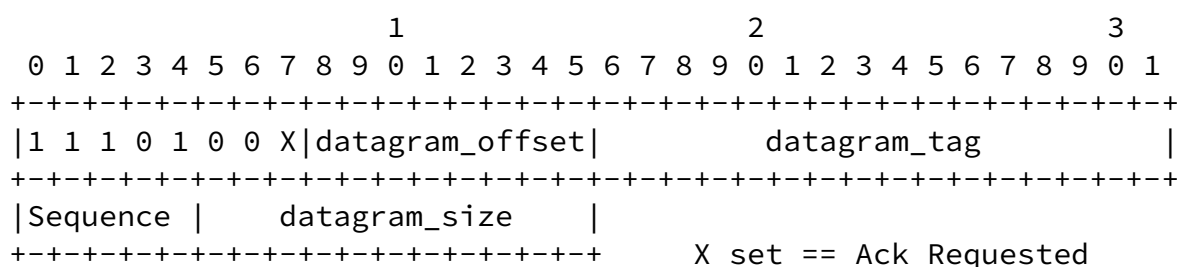 1                   2                   3
 0 1 2 3 4 5 6 7 8 9 0 1 2 3 4 5 6 7 8 9 0 1 2 3 4 5 6 7 8 9 0 1
+-+-+-+-+-+-+-+-+-+-+-+-+-+-+-+-+-+-+-+-+-+-+-+-+-+-+-+-+-+-+-+-+
|1 1 1 0 1 0 0 X|datagram_offset|         datagram_tag          |
+-+-+-+-+-+-+-+-+-+-+-+-+-+-+-+-+-+-+-+-+-+-+-+-+-+-+-+-+-+-+-+-+
|Sequence |    datagram_size    |
+-+-+-+-+-+-+-+-+-+-+-+-+-+-+-+-+     X set == Ack Requested